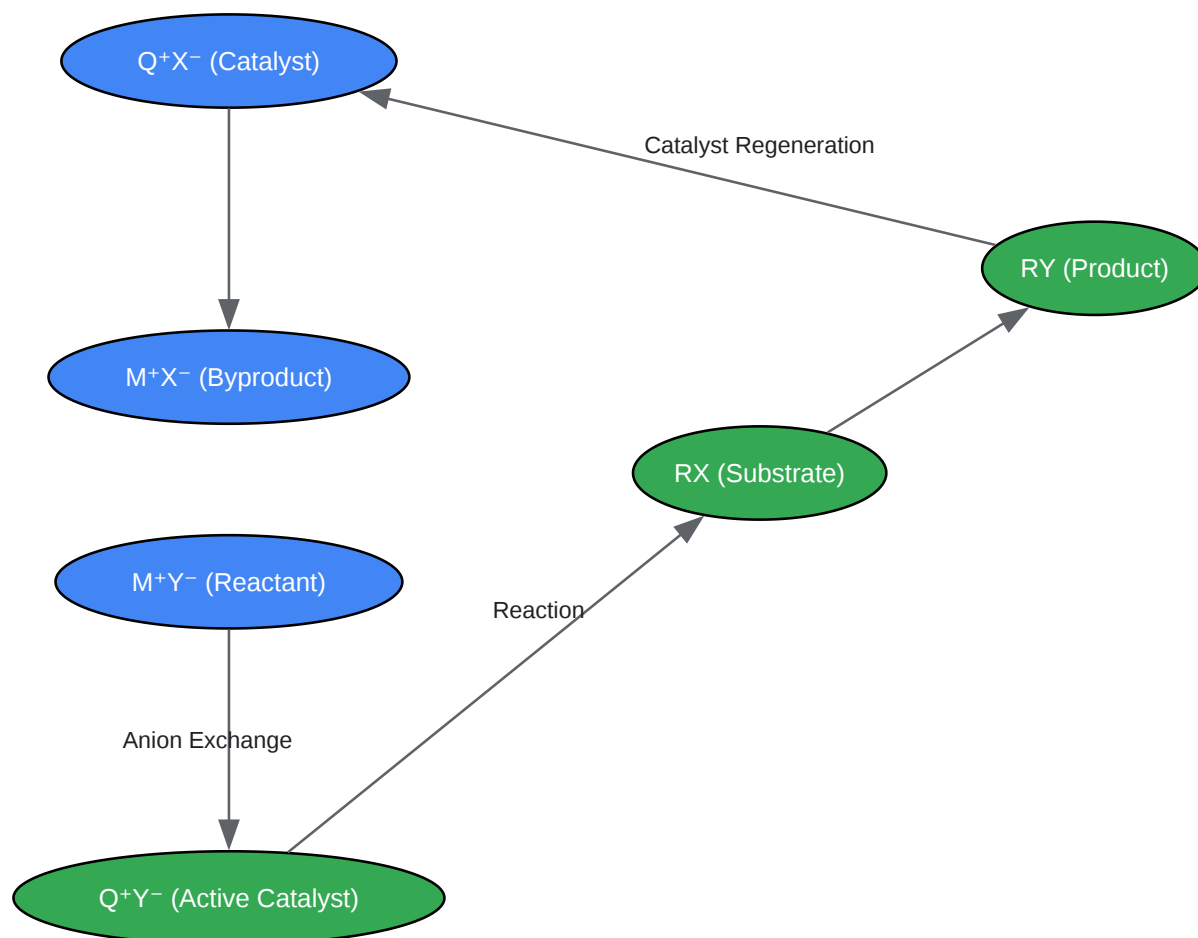 Q⁺X⁻ (Catalyst)
Catalyst Regeneration
RY (Product)
M⁺X⁻ (Byproduct)
RX (Substrate)
M⁺Y⁻ (Reactant)
Reaction
Anion Exchange
Q⁺Y⁻ (Active Catalyst)